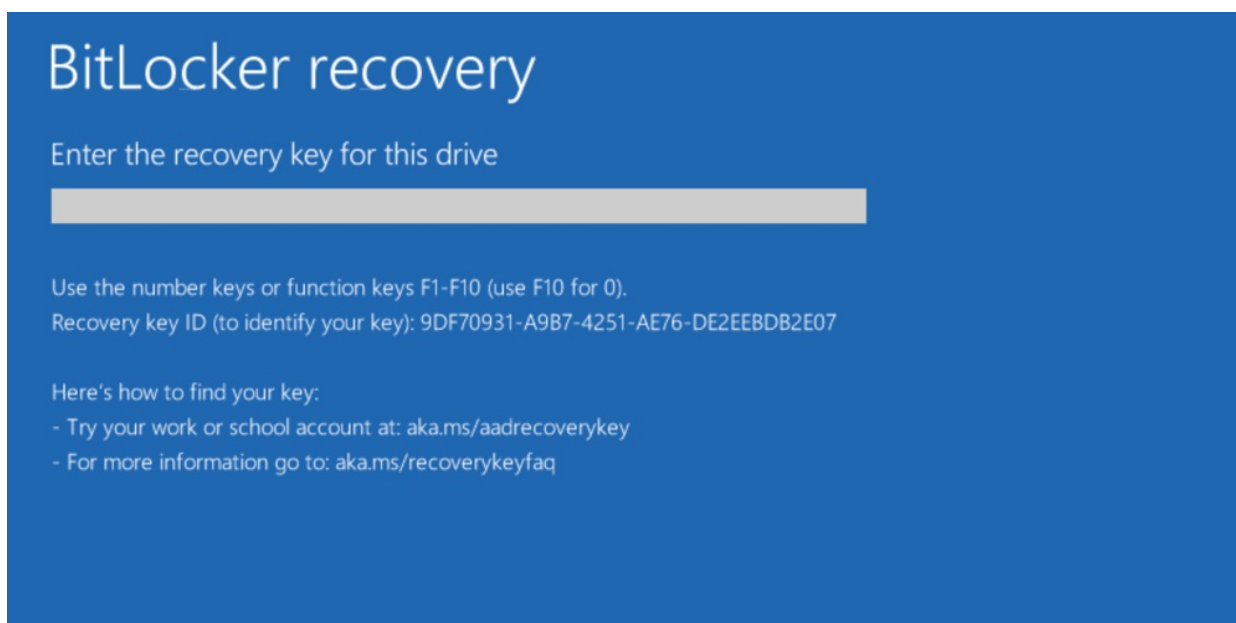 BitLocker recovery
Enter the recovery key for this drive
Use the number keys or function keys F1-F10 (use F10 for 0).
Recovery key ID (to identify your key): 9DF70931-A9B7-4251-AE76-DE2EEBDB2E07
Here's how to find your key:
- Try your work or school account at: aka.ms/aadrecoverykey
- For more information go to: aka.ms/recoverykeyfaq